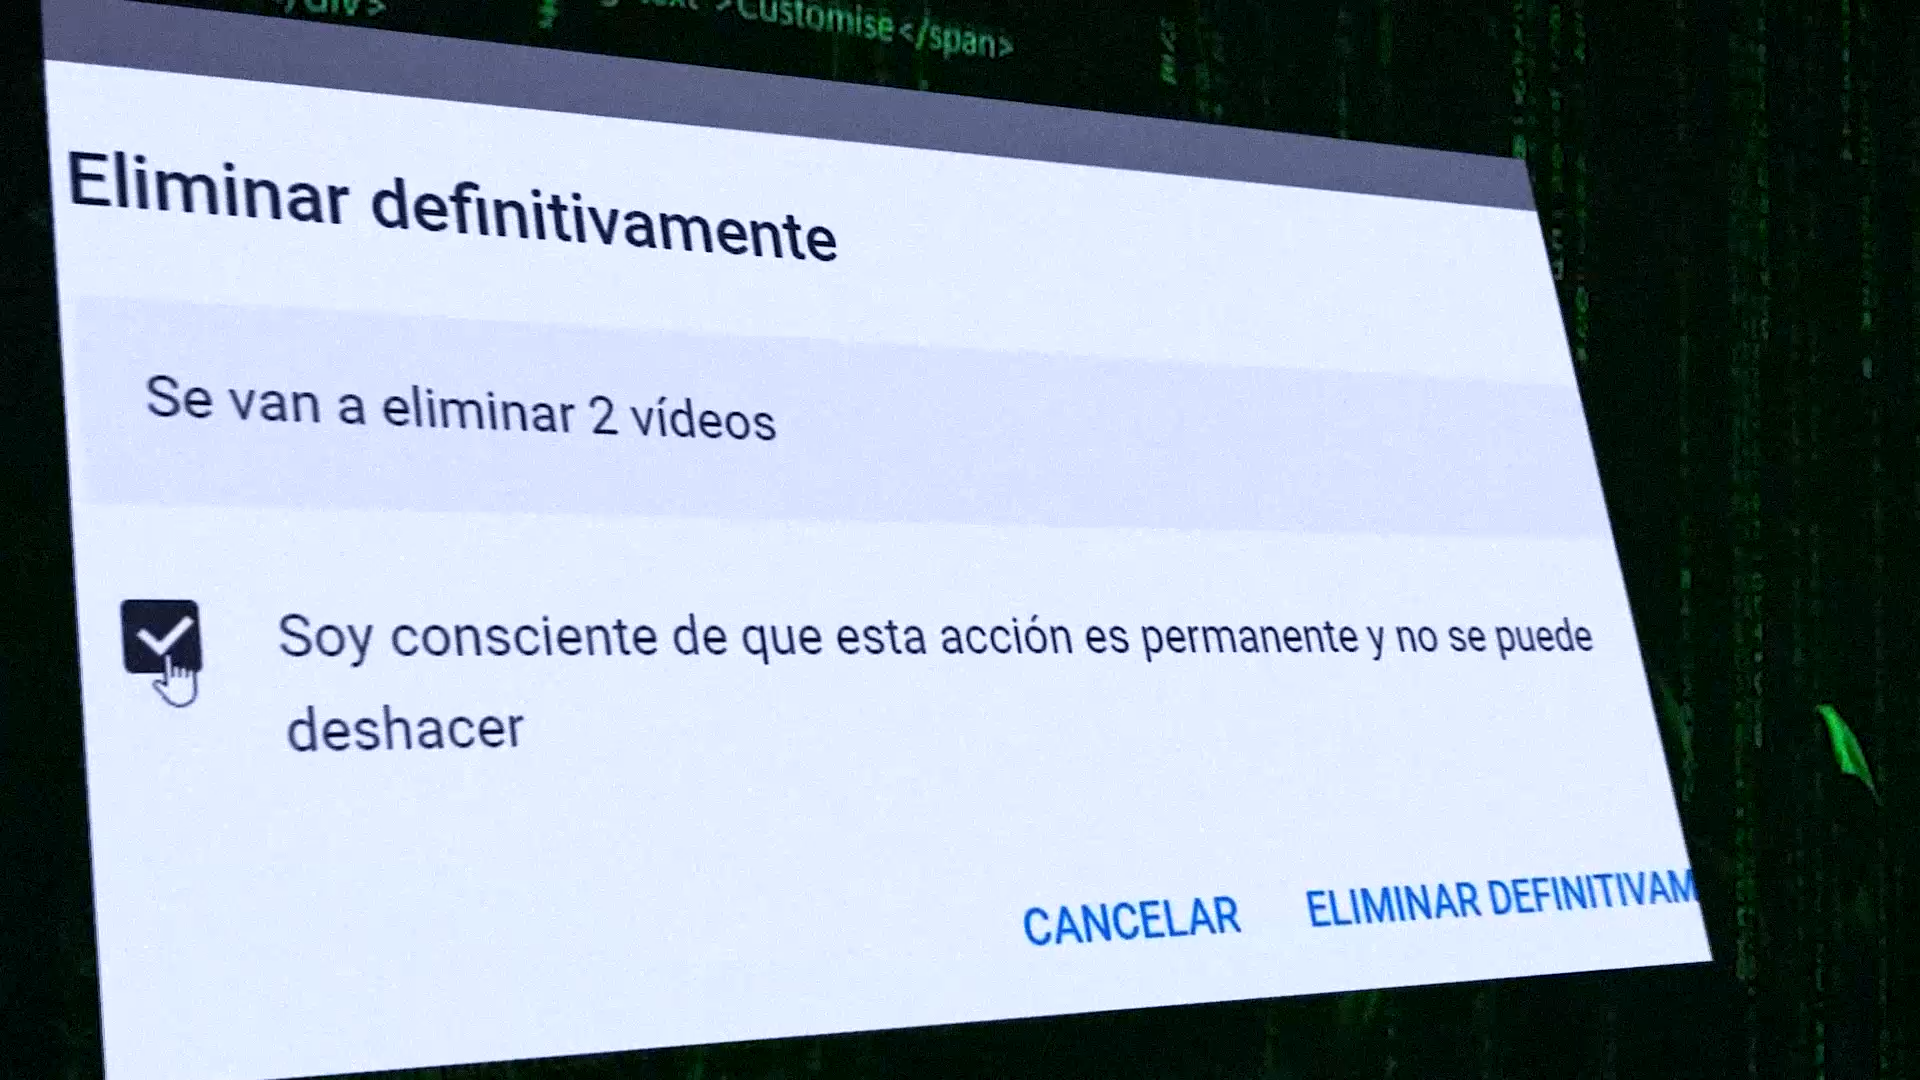 Customise</span>
Eliminar definitivamente
Se van a eliminar 2 vídeos
Soy consciente de que esta acción es permanente y no se puede
deshacer
CANCELAR ELIMINAR DEFINITIVAM